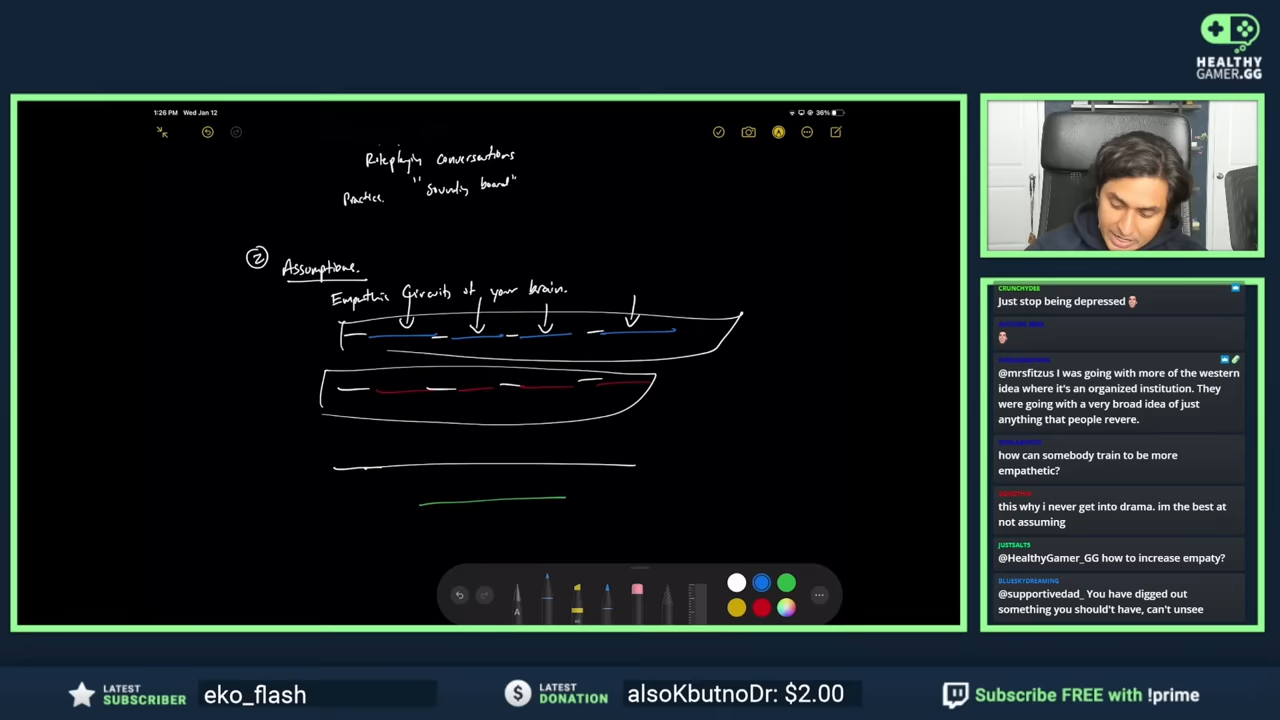 HEALTHY
GAMER.GG
1:26 PM Wed Jan 12
36%
Roleplaying conversations
Practice. "sounding board"
2 Assumptions.
Empathic Circuits of your brain.
A
CRUNCHYDEE
Just stop being depressed
@mrsfitzus I was going with more of the western
idea where it's an organized institution. They
were going with a very broad idea of just
anything that people revere.
how can somebody train to be more
empathetic?
this why i never get into drama. im the best at
not assuming
JUSTSALT5
@HealthyGamer_GG how to increase empaty?
BLUESKYDREAMING
@supportivedad_ You have digged out
something you should't have, can't unsee
LATEST
SUBSCRIBER
eko_flash
$
LATEST
DONATION
alsoKbutnoDr: $2.00
Subscribe FREE with !prime